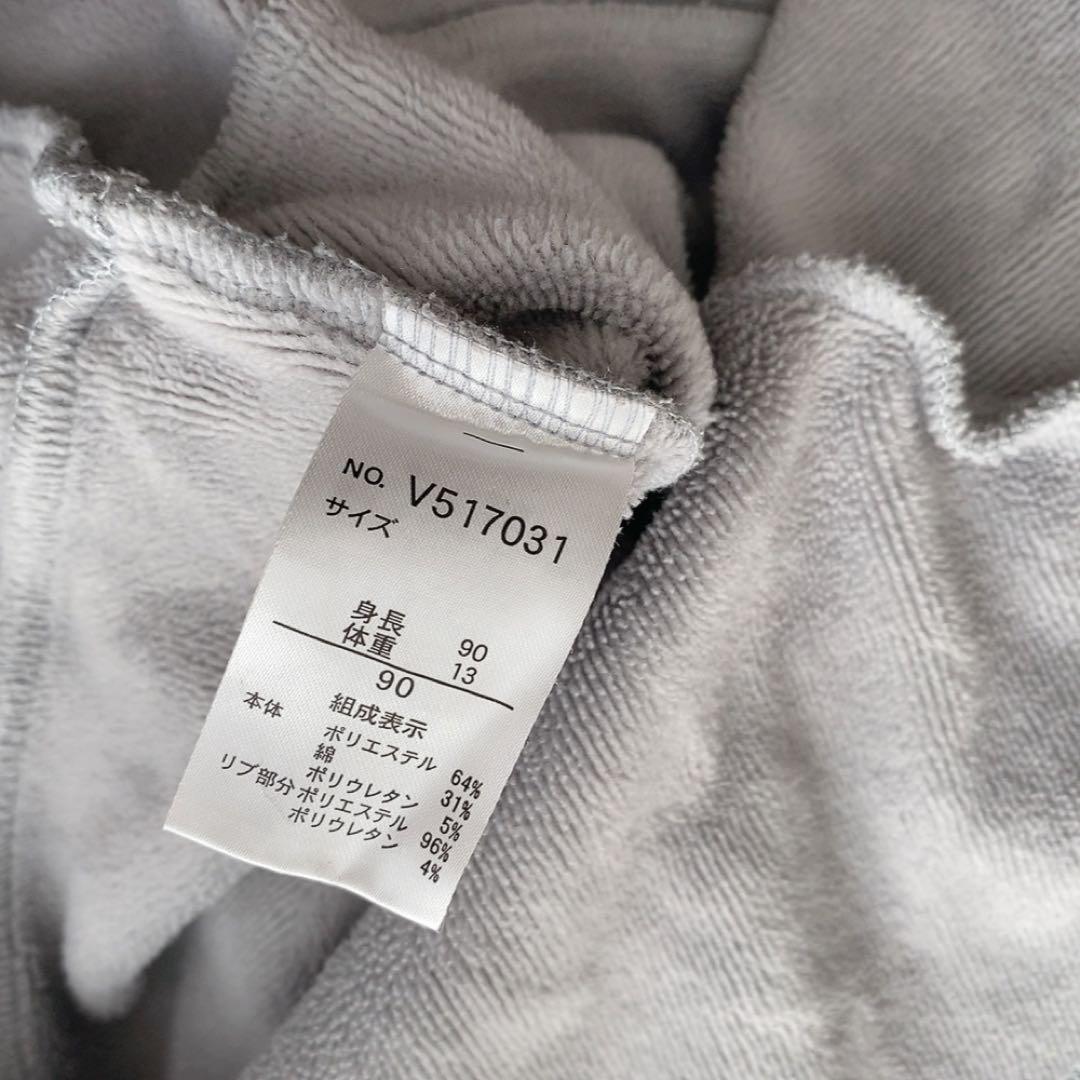 NO. V517031
サイズ
身長 90
体重 13
90
組成表示
本体 ポリエステル 64%
綿 31%
ポリウレタン 5%
リブ部分 ポリエステル 96%
ポリウレタン 4%